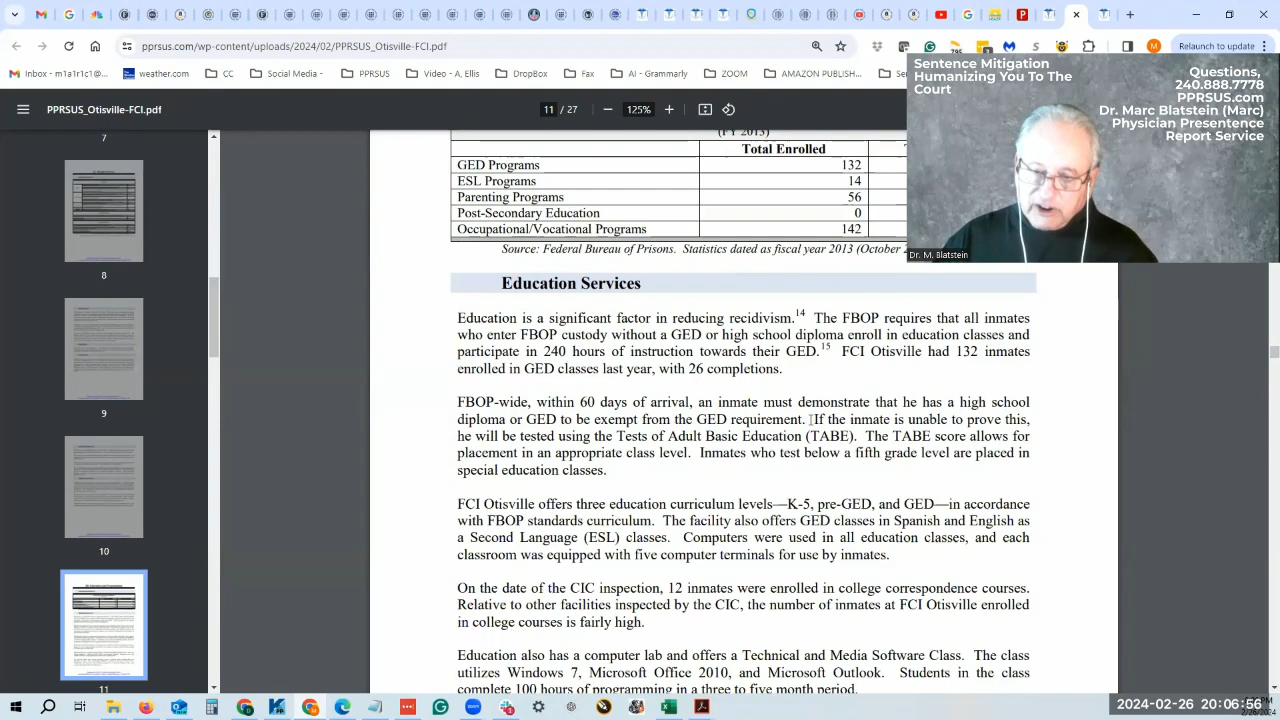 pprsus.com/wp-content/uploads/2024/02/PPRSUS_Otisville-FCI.pdf
Relaunch to update
Inbox - m1a1r1c1@...
weather.com
Video - A. Ellis
DropBox
Fax
AI - Grammarly
ZOOM
AMAZON PUBLISH...
PPRSUS_Otisville-FCI.pdf
11 / 27
125%
Sentence Mitigation
Humanizing You To The
Court
Questions,
240.888.7778
PPRSUS.com
Dr. Marc Blatstein (Marc)
Physician Presentence
Report Service
Dr. M. Blatstein
7
8
9
10
11
(FY 2013)
Total Enrolled
GED Programs 132
ESL Programs 14
Parenting Programs 56
Post-Secondary Education 0
Occupational/Vocational Programs 142
Source: Federal Bureau of Prisons. Statistics dated as fiscal year 2013 (October
Education Services
Education is a significant factor in reducing recidivism.14 The FBOP requires that all inmates
who enter FBOP custody without a GED or high school diploma enroll in education classes and
participate in 240 hours of instruction towards their GED.15 FCI Otisville had 132 inmates
enrolled in GED classes last year, with 26 completions.
FBOP-wide, within 60 days of arrival, an inmate must demonstrate that he has a high school
diploma or GED to be exempt from the GED requirement. If the inmate is unable to prove this,
he will be tested using the Tests of Adult Basic Education (TABE). The TABE score allows for
placement in an appropriate class level. Inmates who test below a fifth grade level are placed in
special education classes.
FCI Otisville offers three education curriculum levels—K-5, pre-GED, and GED—in accordance
with FBOP standards curriculum. The facility also offers GED classes in Spanish and English as
a Second Language (ESL) classes. Computers were used in all education classes, and each
classroom was equipped with five computer terminals for use by inmates.
On the date of the CIC inspection, 12 inmates were enrolled in college correspondence courses.
Relative to other facilities inspected by the CIC, the number of inmates at FCI Otisville enrolled
in college courses is fairly high.
Education also has a computer lab and offers a Technical and Media Software Class. The class
utilizes Windows 7, Microsoft Office 2010, and Microsoft Outlook. Students in the class
complete 100 hours of programming in a three to five month period.
2024-02-26 20:06:56